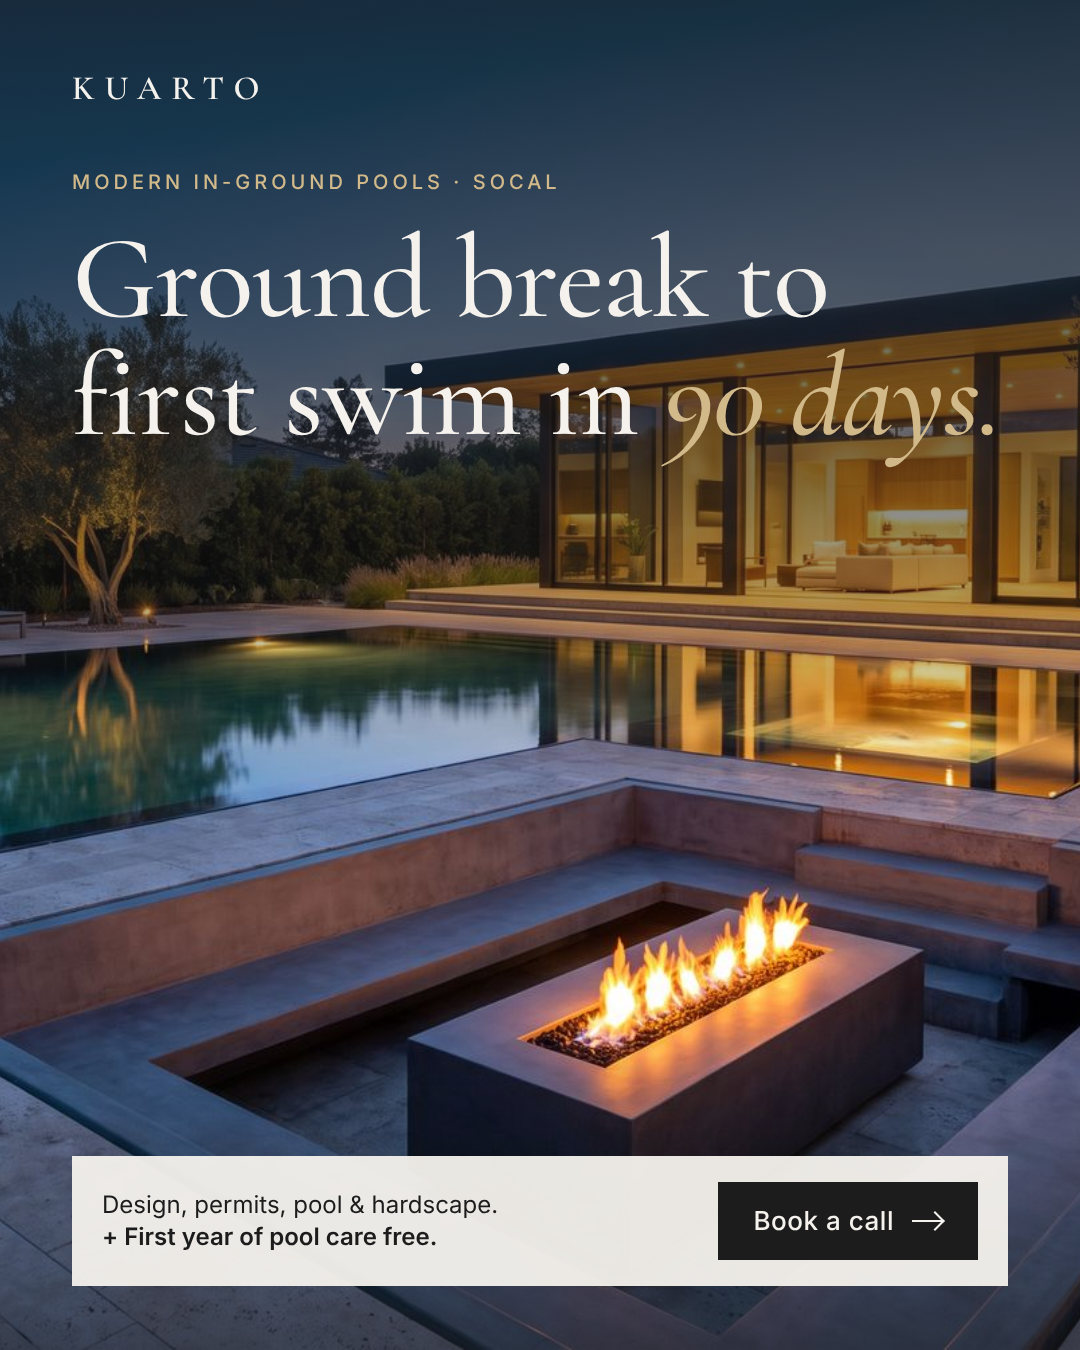 KUARTO
MODERN IN-GROUND POOLS · SOCAL
Ground break to
first swim in 90 days.
Design, permits, pool & hardscape.
+ First year of pool care free.
Book a call →